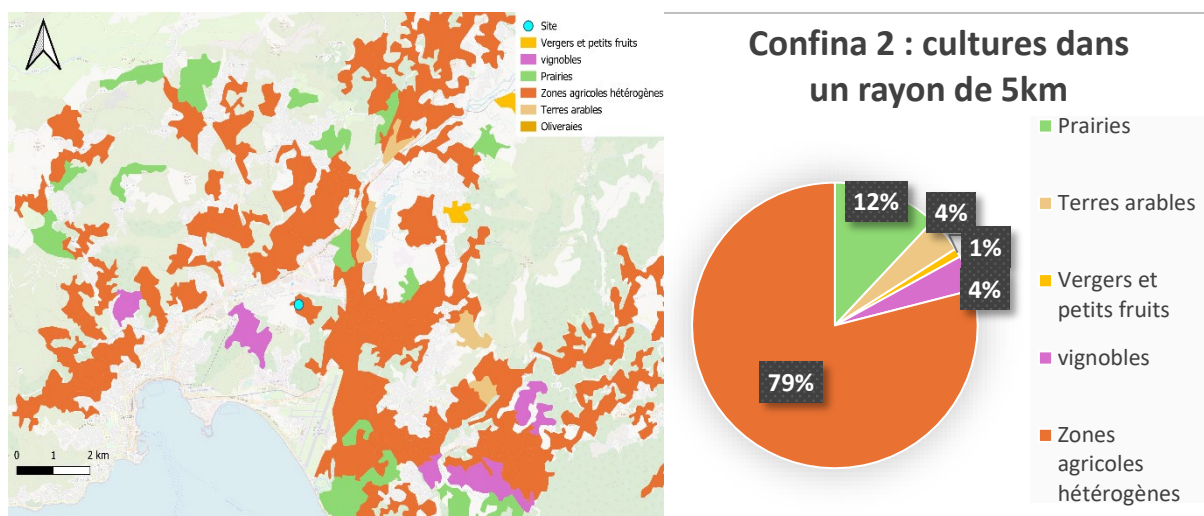 Site
Vergers et petits fruits
vignobles
Prairies
Zones agricoles hétérogènes
Terres arables
Oliveraies
0 1 2 km
Confina 2 : cultures dans
un rayon de 5km
12%
4%
1%
4%
79%
Prairies
Terres arables
Vergers et
petits fruits
vignobles
Zones
agricoles
hétérogènes